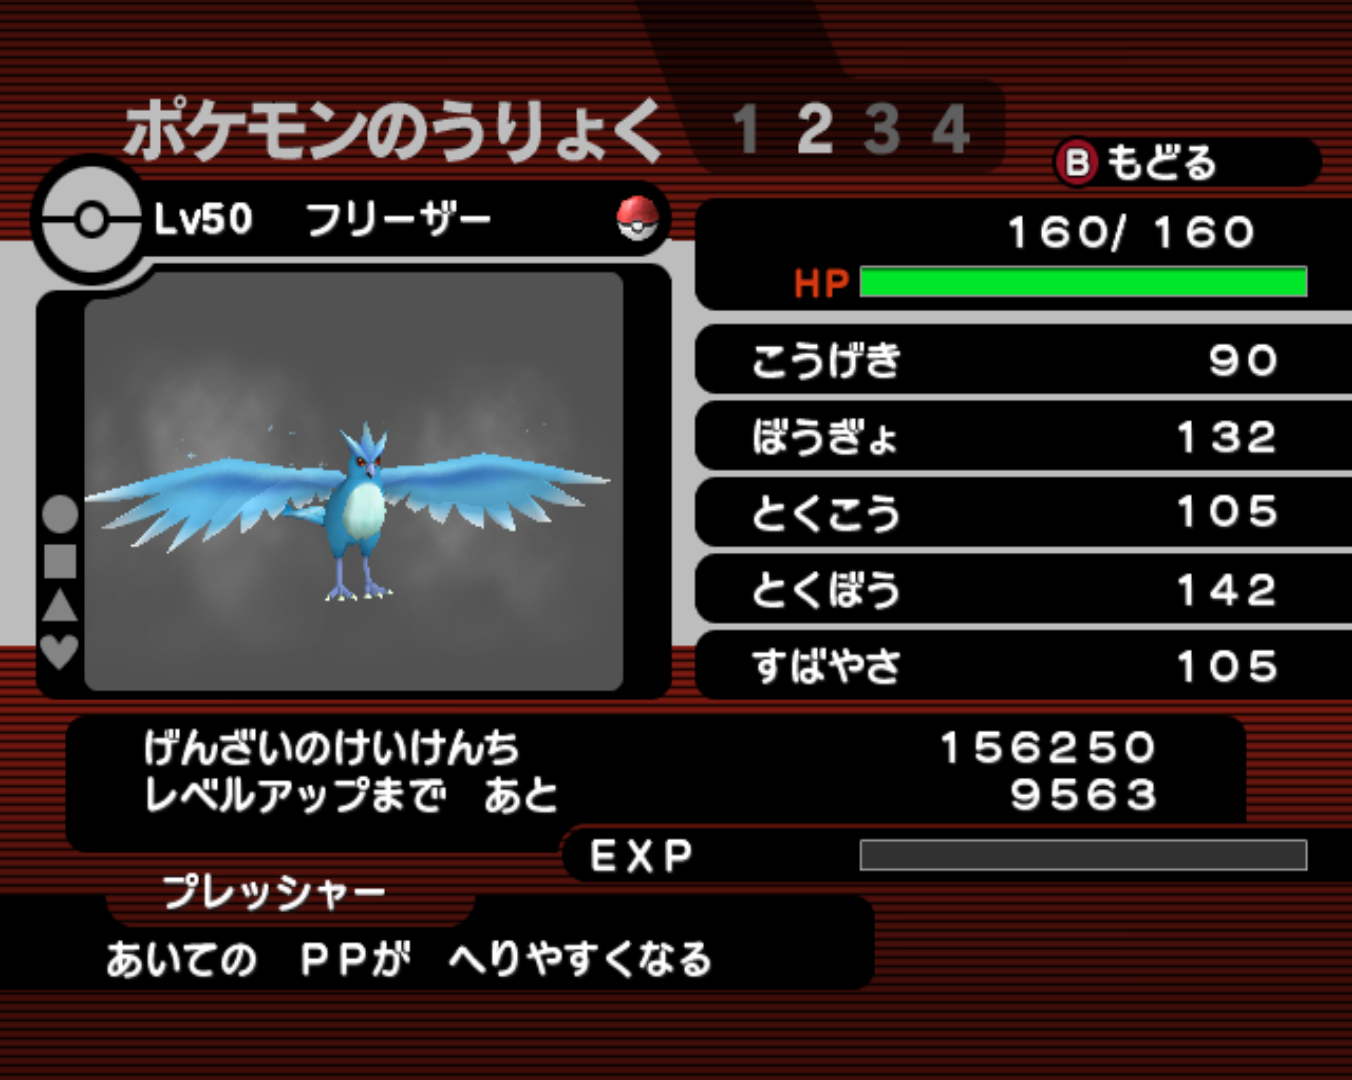 ポケモンのうりょく 1 2 3 4
B もどる
Lv50 フリーザー
160/ 160
HP
こうげき 90
ぼうぎょ 132
とくこう 105
とくぼう 142
すばやさ 105
げんざいのけいけんち 156250
レベルアップまで あと 9563
EXP
プレッシャー
あいての PPが へりやすくなる